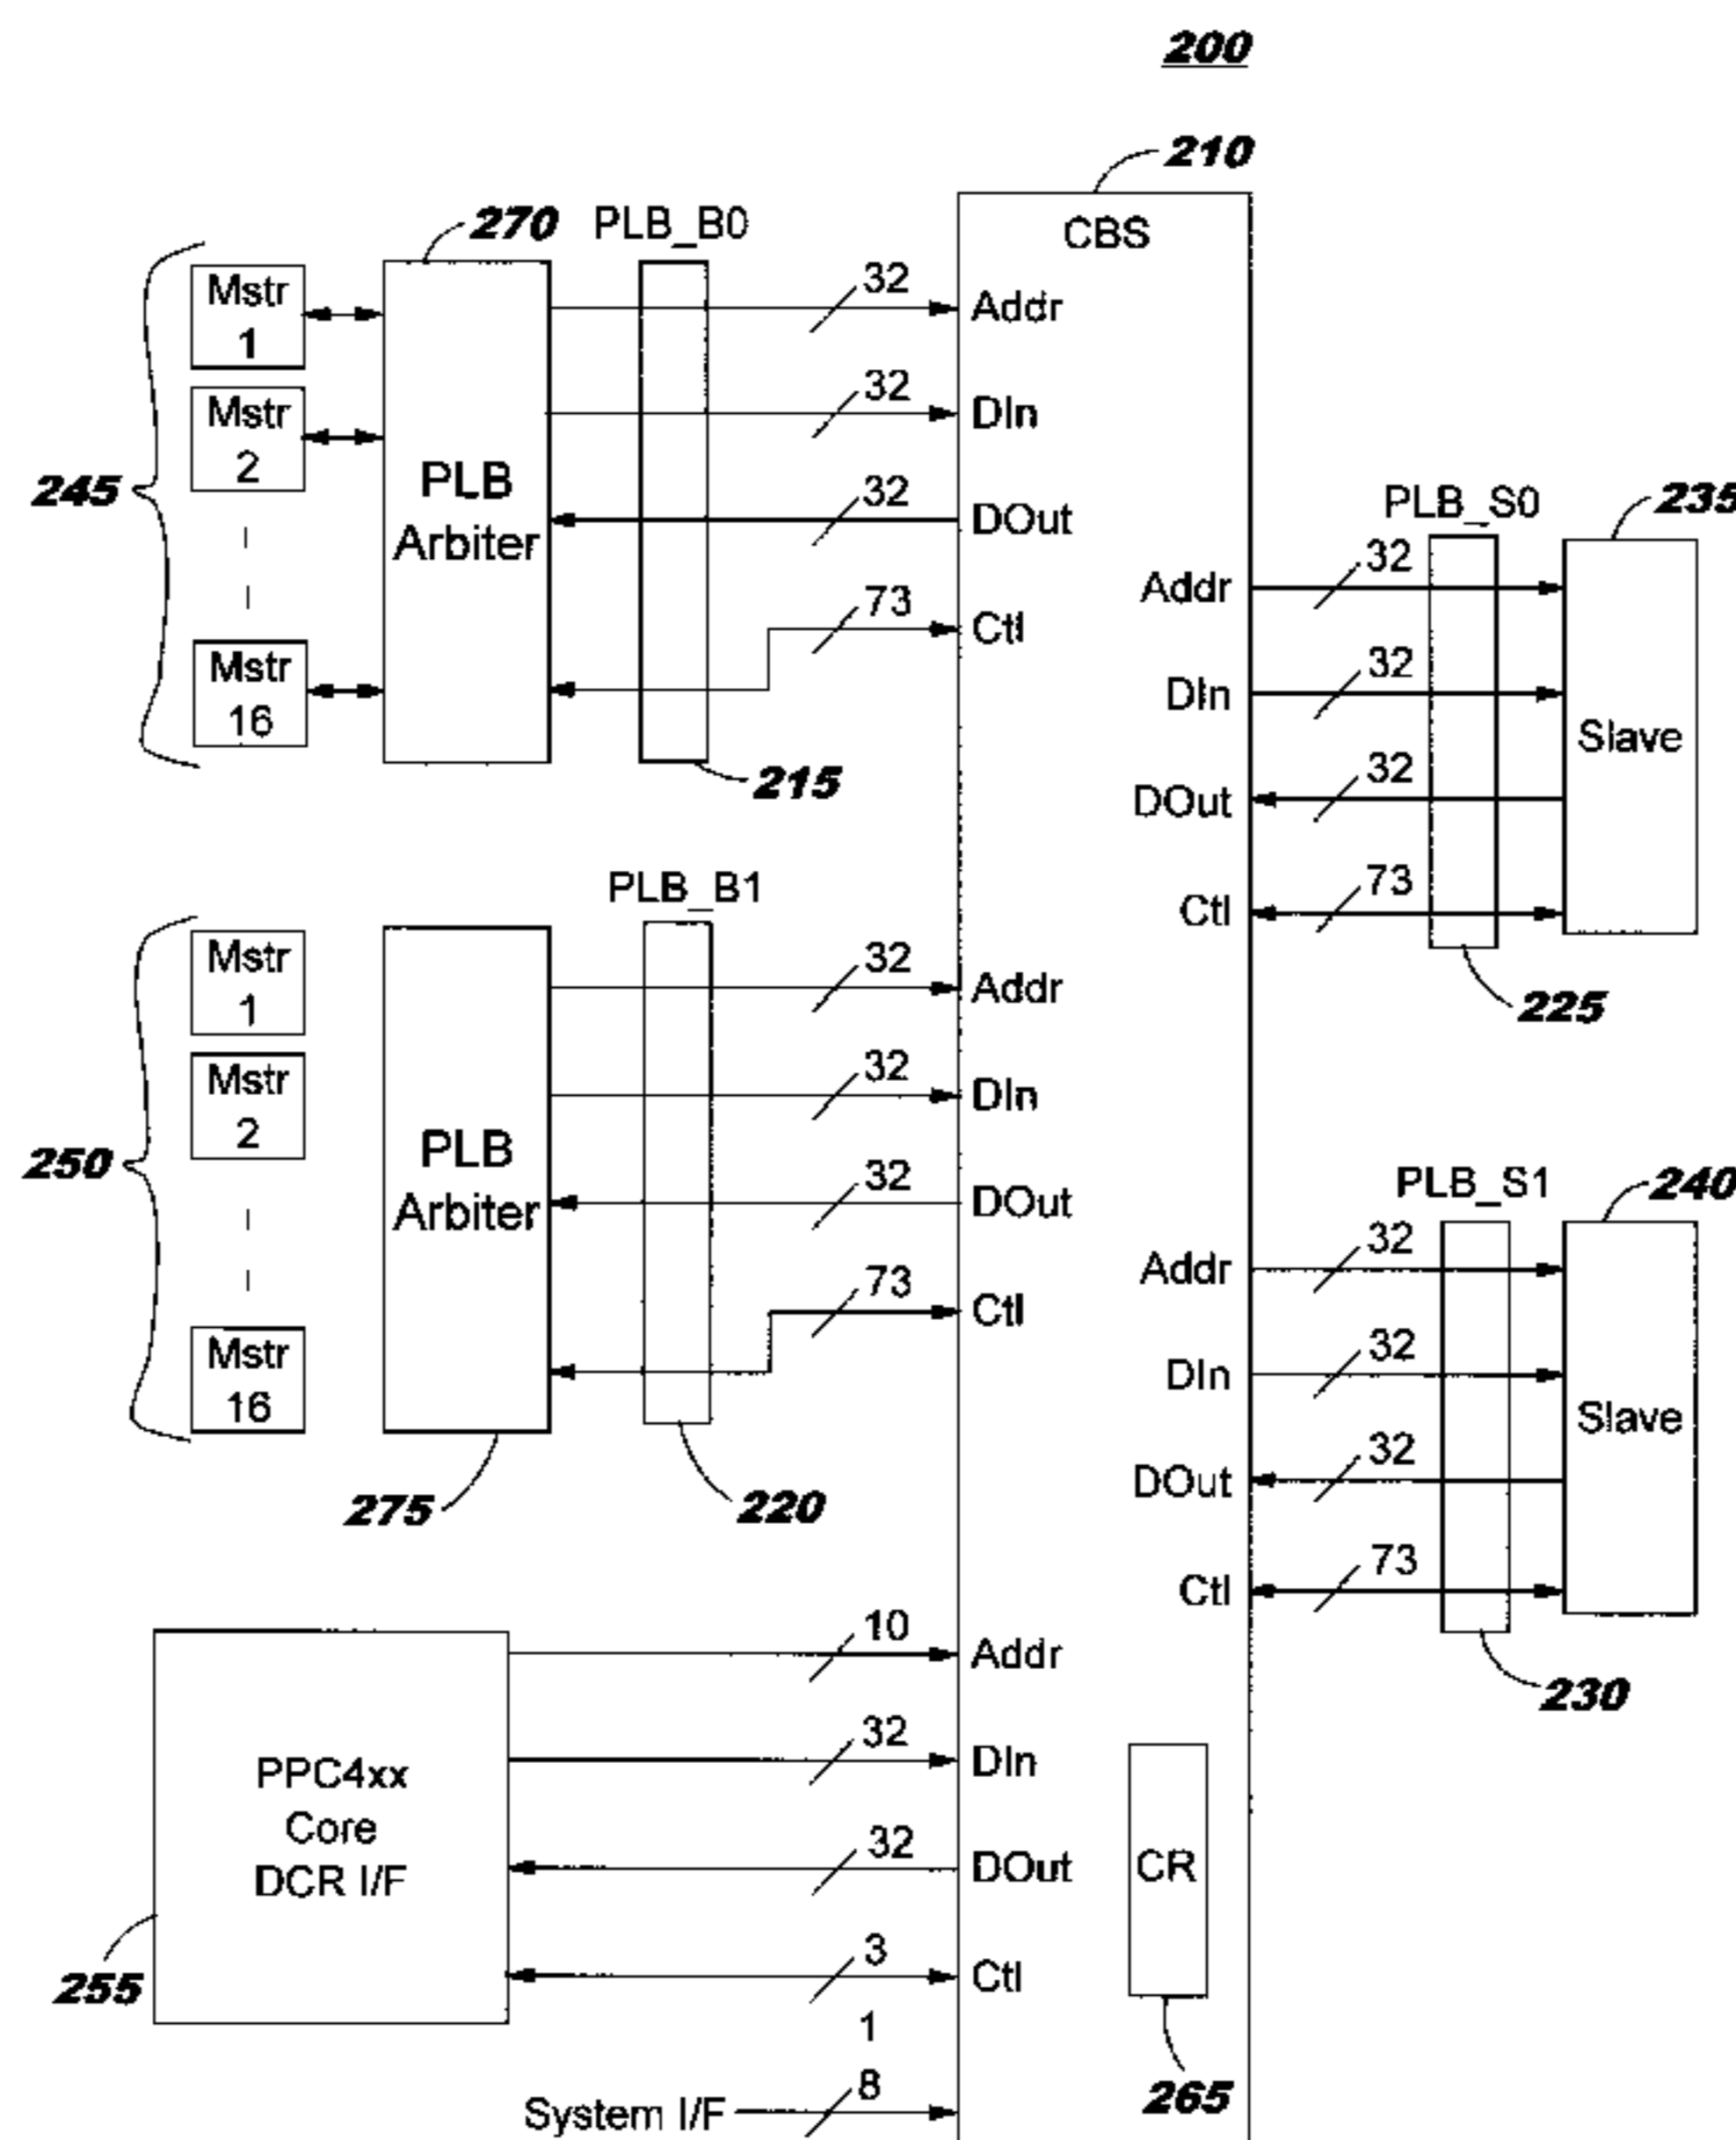 200
210
CBS
270
PLB_B0
245
Mstr
1
Mstr
2
Mstr
16
PLB
Arbiter
32
Addr
32
DIn
32
DOut
73
Ctl
215
PLB_S0
235
Addr
32
DIn
32
DOut
32
Ctl
73
Slave
225
PLB_B1
250
Mstr
1
Mstr
2
Mstr
16
PLB
Arbiter
32
Addr
32
DIn
32
DOut
73
Ctl
275
220
PLB_S1
240
Addr
32
DIn
32
DOut
32
Ctl
73
Slave
230
PPC4xx
Core
DCR I/F
255
10
Addr
32
DIn
32
DOut
3
Ctl
CR
265
1
System I/F
8